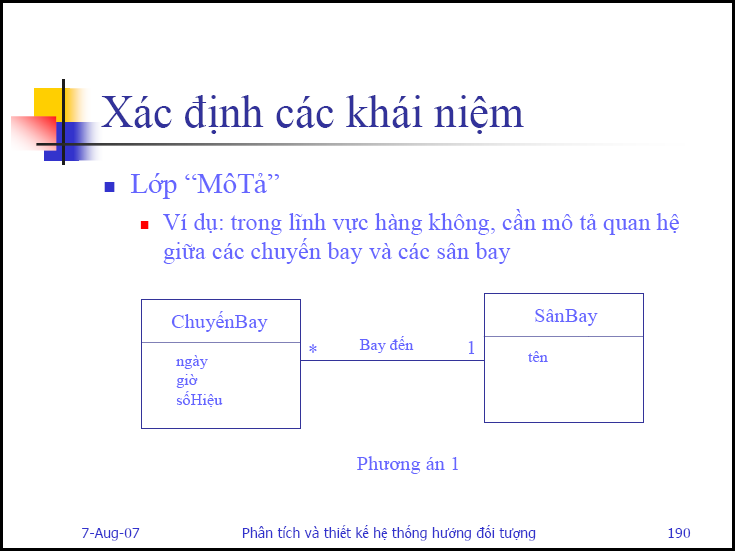 Xác định các khái niệm
Lớp “MôTả”
Ví dụ: trong lĩnh vực hàng không, cần mô tả quan hệ
giữa các chuyến bay và các sân bay
ChuyếnBay
ngày
giờ
sốHiệu
*
Bay đến
1
SânBay
tên
Phương án 1
7-Aug-07
Phân tích và thiết kế hệ thống hướng đối tượng
190